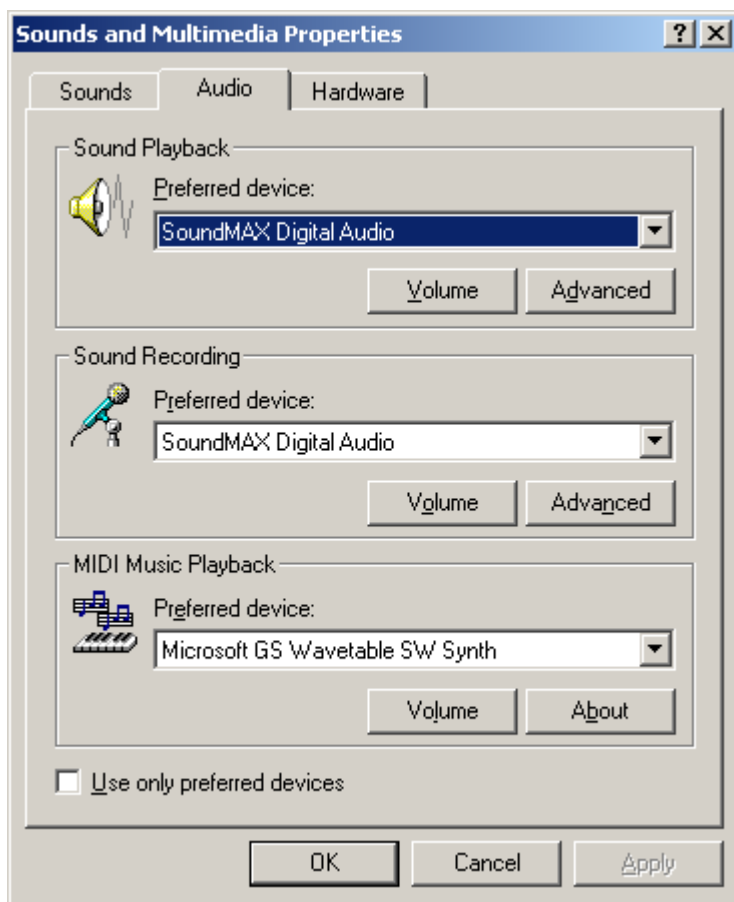 Sounds and Multimedia Properties
Sounds Audio Hardware
Sound Playback
Preferred device:
SoundMAX Digital Audio
Volume Advanced
Sound Recording
Preferred device:
SoundMAX Digital Audio
Volume Advanced
MIDI Music Playback
Preferred device:
Microsoft GS Wavetable SW Synth
Volume About
Use only preferred devices
OK Cancel Apply